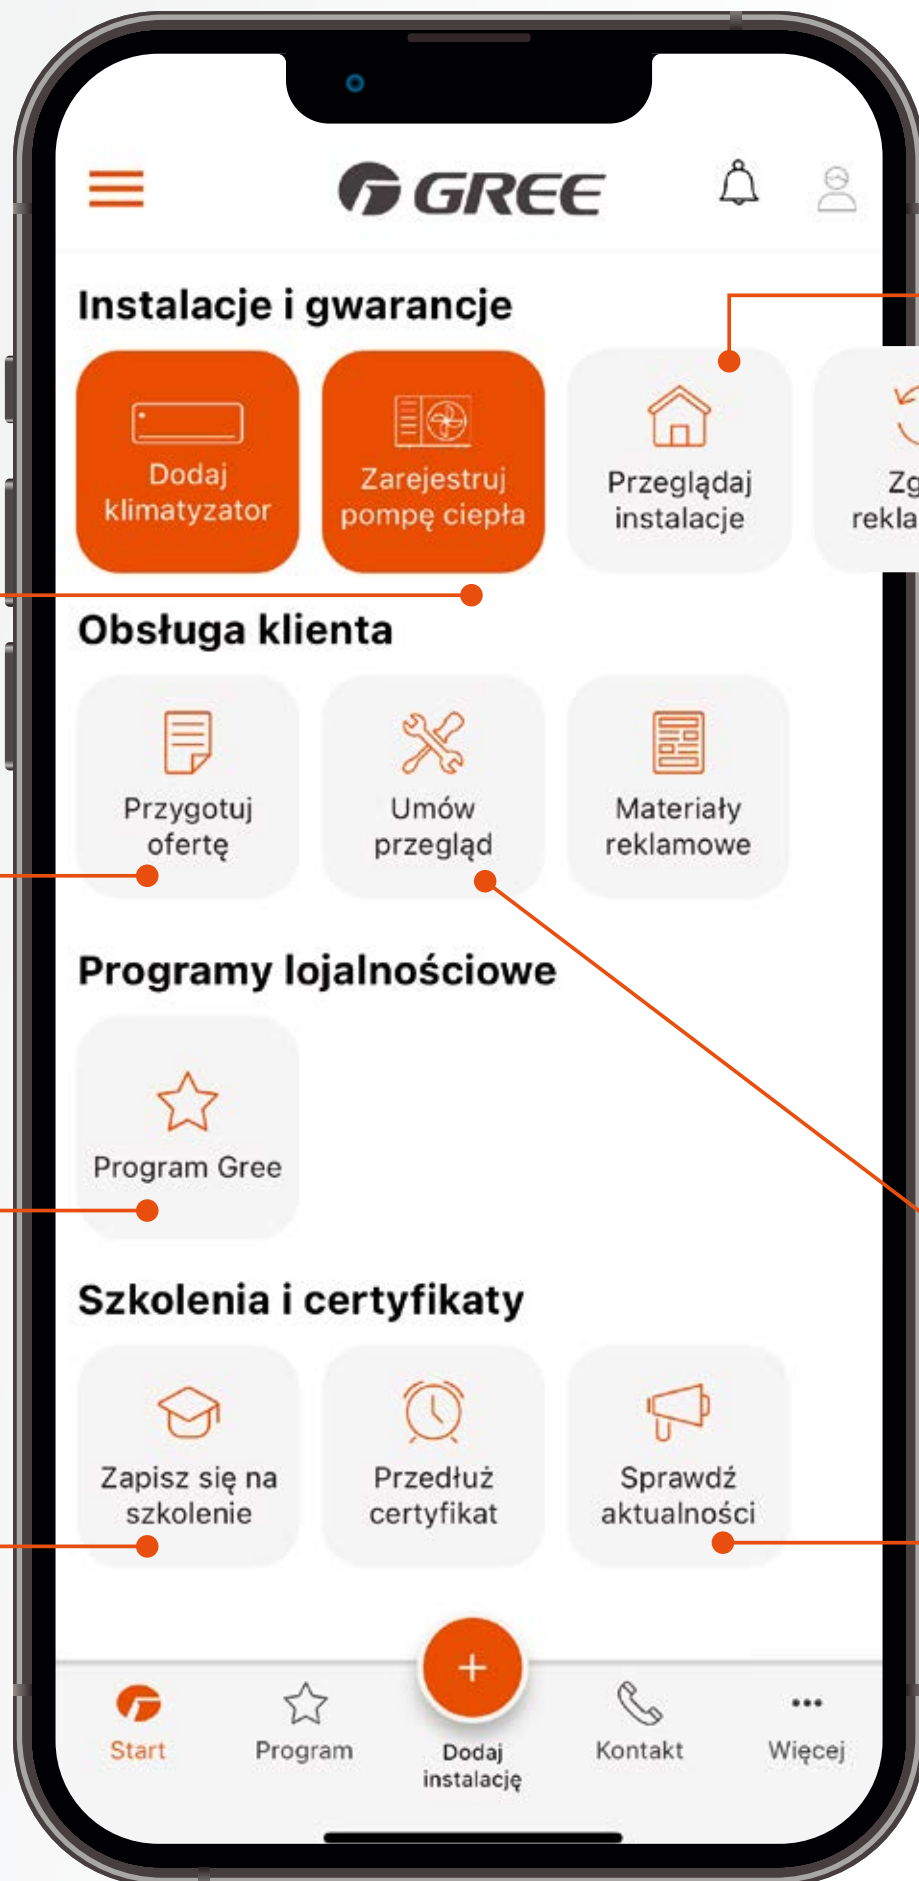 GREE
Instalacje i gwarancje
Dodaj
klimatyzator
Zarejestruj
pompę ciepła
Przeglądaj
instalacje
Obsługa klienta
Przygotuj
ofertę
Umów
przegląd
Materiały
reklamowe
Programy lojalnościowe
Program Gree
Szkolenia i certyfikaty
Zapisz się na
szkolenie
Przedłuż
certyfikat
Sprawdź
aktualności
Start
Program
Dodaj
instalację
Kontakt
Więcej